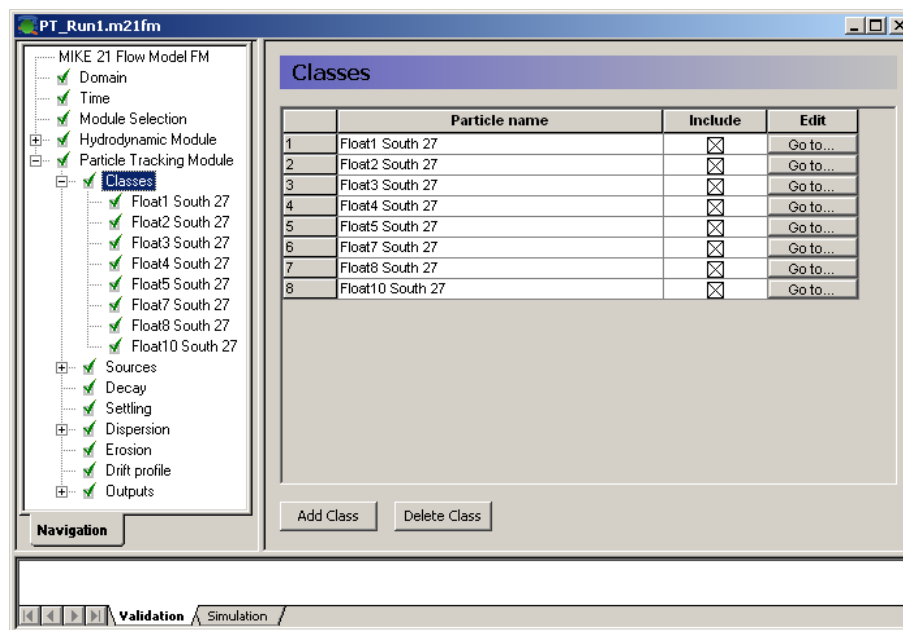 PT_Run1.m21fm
MIKE 21 Flow Model FM
Domain
Time
Module Selection
Hydrodynamic Module
Particle Tracking Module
Classes
Float1 South 27
Float2 South 27
Float3 South 27
Float4 South 27
Float5 South 27
Float7 South 27
Float8 South 27
Float10 South 27
Sources
Decay
Settling
Dispersion
Erosion
Drift profile
Outputs
Navigation
Classes
Particle name Include Edit
1 Float1 South 27 Go to...
2 Float2 South 27 Go to...
3 Float3 South 27 Go to...
4 Float4 South 27 Go to...
5 Float5 South 27 Go to...
6 Float7 South 27 Go to...
7 Float8 South 27 Go to...
8 Float10 South 27 Go to...
Add Class Delete Class
Validation Simulation